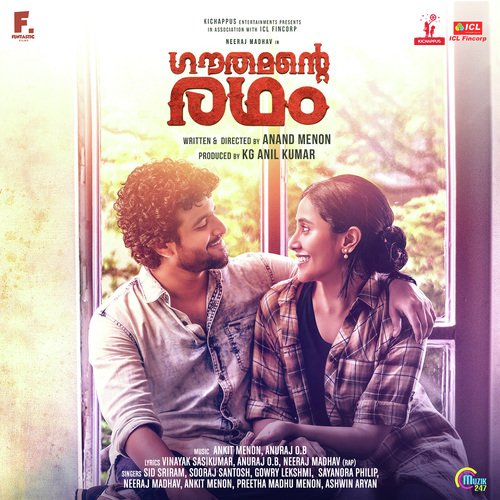 F.
FUNTASTIC
FILMS
KICHAPPUS ENTERTAINMENTS PRESENTS
IN ASSOCIATION WITH ICL FINCORP
NEERAJ MADHAV IN
KICHAPPUS
ICL
ICL Fincorp
ഗൗതമന്റെ
രഥം
WRITTEN & DIRECTED BY ANAND MENON
PRODUCED BY KG ANIL KUMAR
MUSIC ANKIT MENON, ANURAJ O.B
LYRICS VINAYAK SASIKUMAR, ANURAJ O.B, NEERAJ MADHAV (RAP)
SINGERS SID SRIRAM, SOORAJ SANTOSH, GOWRY LEKSHMI, SAYANORA PHILIP,
NEERAJ MADHAV, ANKIT MENON, PREETHA MADHU MENON, ASHWIN ARYAN
MUZIK
247